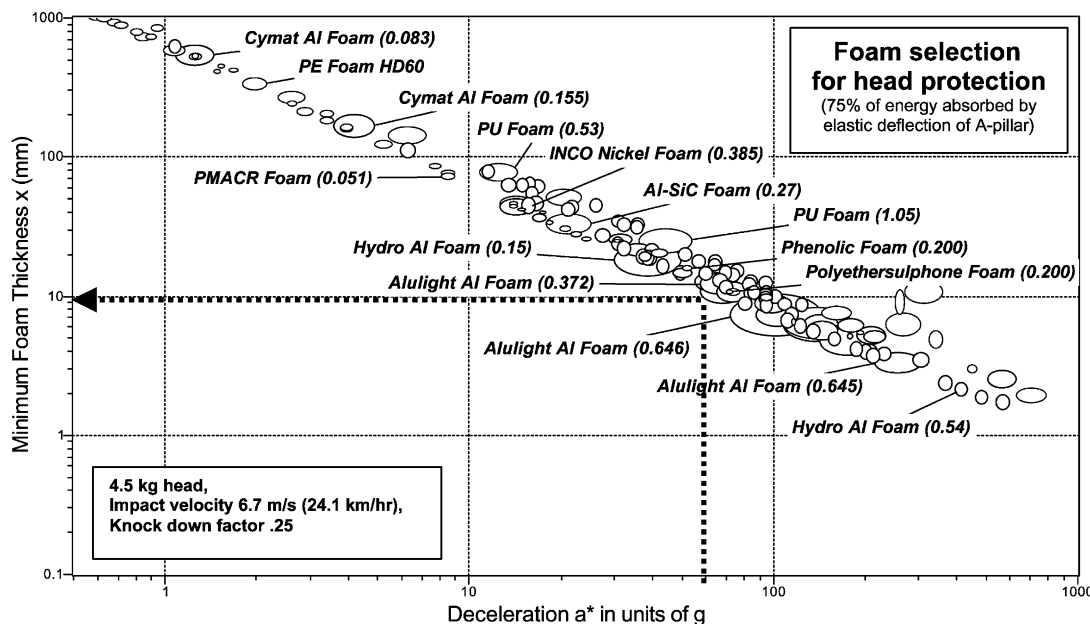 1000
100
10
1
0.1
Minimum Foam Thickness x (mm)
Cymat Al Foam (0.083)
PE Foam HD60
Cymat Al Foam (0.155)
PU Foam (0.53)
INCO Nickel Foam (0.385)
PMACR Foam (0.051)
Al-SiC Foam (0.27)
PU Foam (1.05)
Hydro Al Foam (0.15)
Phenolic Foam (0.200)
Alulight Al Foam (0.372)
Polyethersulphone Foam (0.200)
Alulight Al Foam (0.646)
Alulight Al Foam (0.645)
Hydro Al Foam (0.54)
Foam selection
for head protection
(75% of energy absorbed by
elastic deflection of A-pillar)
4.5 kg head,
Impact velocity 6.7 m/s (24.1 km/hr),
Knock down factor .25
1
10
100
1000
Deceleration a* in units of g